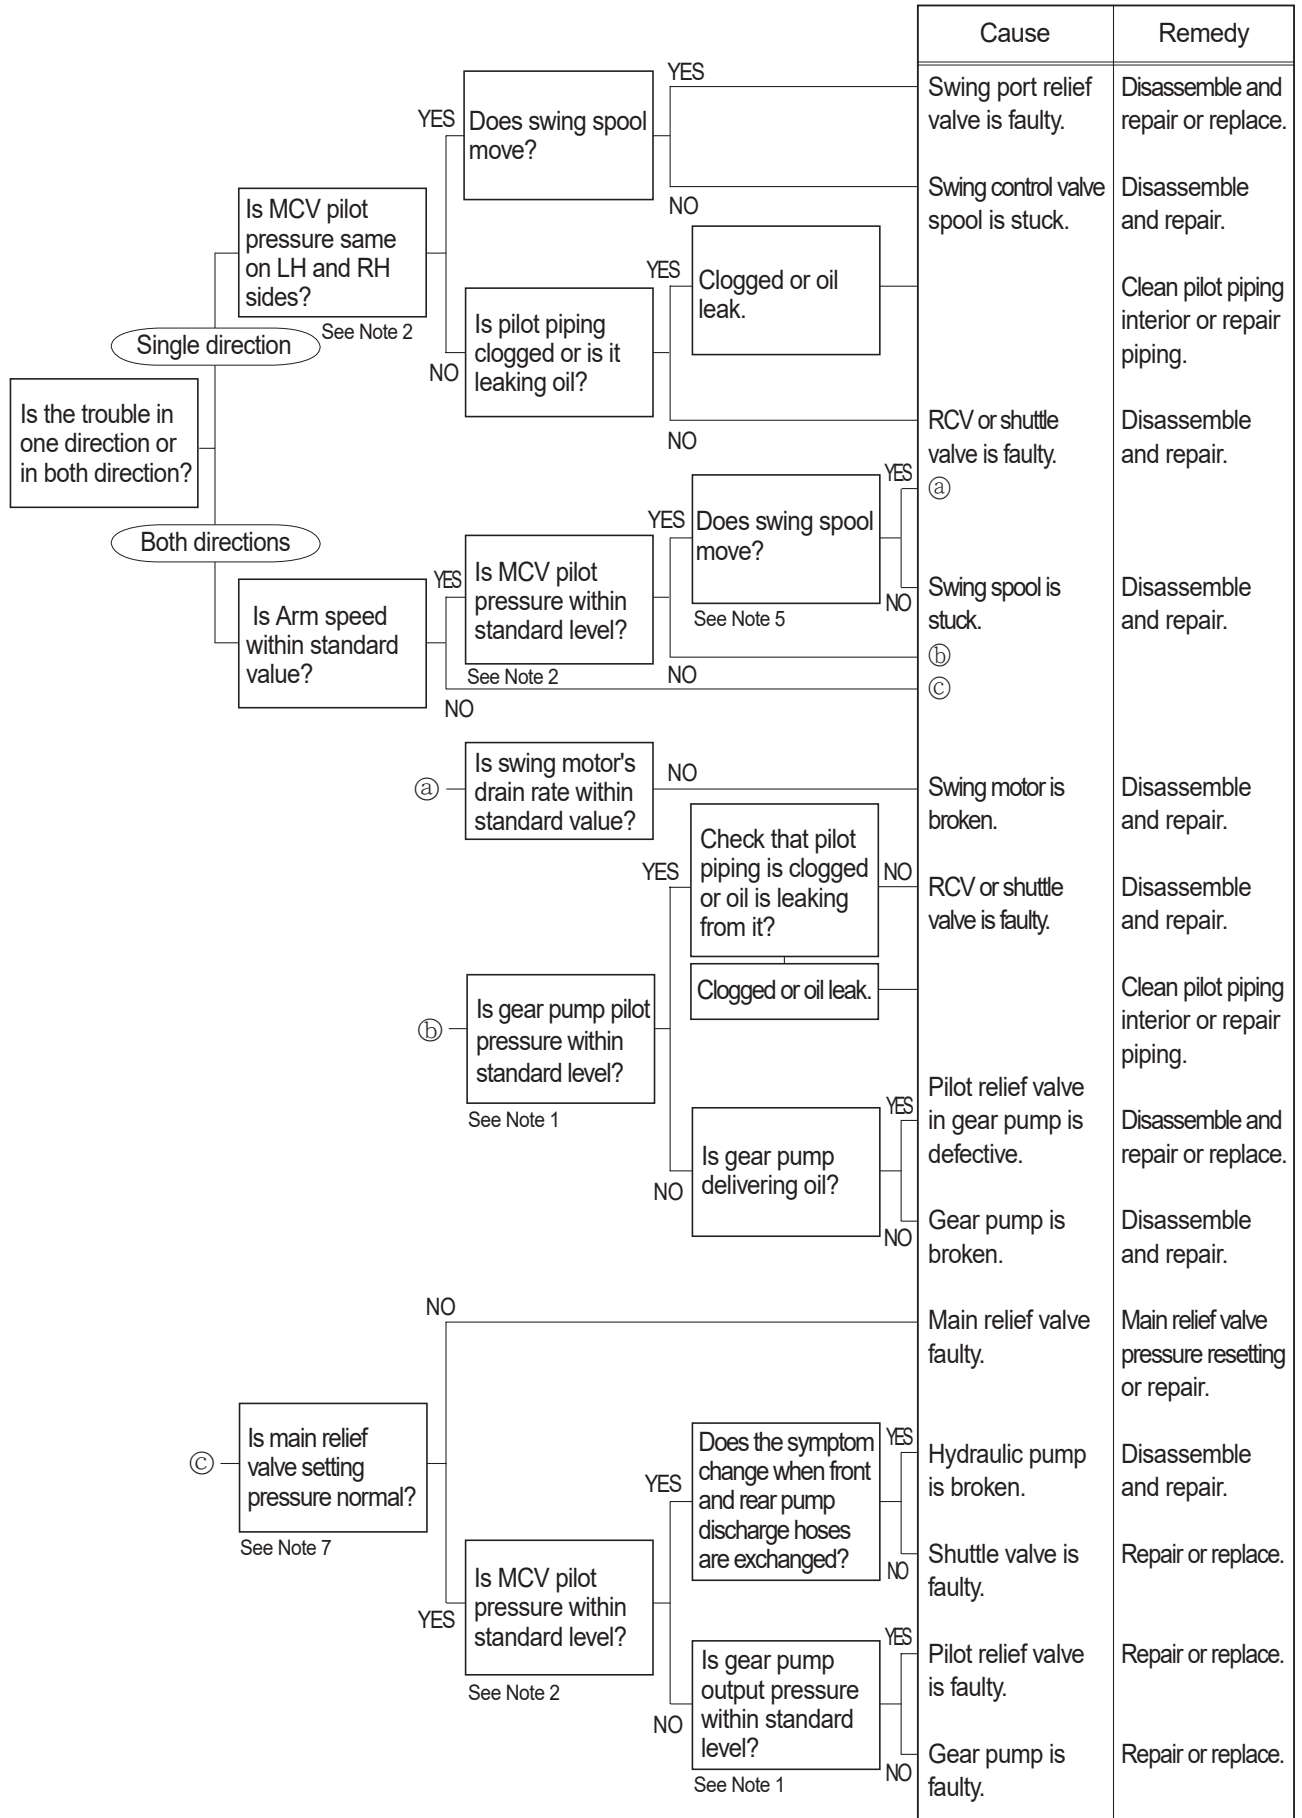 Cause
Remedy
YES
Swing port relief
valve is faulty.
Disassemble and
repair or replace.
YES
Does swing spool
move?
NO
Swing control valve
spool is stuck.
Disassemble
and repair.
Is MCV pilot
pressure same
on LH and RH
sides?
See Note 2
YES
Clogged or oil
leak.
Clean pilot piping
interior or repair
piping.
Single direction
NO
Is pilot piping
clogged or is it
leaking oil?
NO
RCV or shuttle
valve is faulty.
Disassemble
and repair.
Is the trouble in
one direction or
in both direction?
Both directions
YES
ⓐ
YES
Does swing spool
move?
See Note 5
NO
Swing spool is
stuck.
Disassemble
and repair.
YES
Is MCV pilot
pressure within
standard level?
See Note 2
NO
ⓑ
Is Arm speed
within standard
value?
NO
ⓒ
ⓐ
Is swing motor's
drain rate within
standard value?
NO
Swing motor is
broken.
Disassemble
and repair.
YES
Check that pilot
piping is clogged
or oil is leaking
from it?
NO
RCV or shuttle
valve is faulty.
Disassemble
and repair.
Clogged or oil leak.
Clean pilot piping
interior or repair
piping.
ⓑ
Is gear pump pilot
pressure within
standard level?
See Note 1
NO
Is gear pump
delivering oil?
YES
Pilot relief valve
in gear pump is
defective.
Disassemble and
repair or replace.
NO
Gear pump is
broken.
Disassemble
and repair.
NO
Main relief valve
faulty.
Main relief valve
pressure resetting
or repair.
ⓒ
Is main relief
valve setting
pressure normal?
See Note 7
YES
Does the symptom
change when front
and rear pump
discharge hoses
are exchanged?
YES
Hydraulic pump
is broken.
Disassemble
and repair.
NO
Shuttle valve is
faulty.
Repair or replace.
YES
Is MCV pilot
pressure within
standard level?
See Note 2
NO
Is gear pump
output pressure
within standard
level?
See Note 1
YES
Pilot relief valve
is faulty.
Repair or replace.
NO
Gear pump is
faulty.
Repair or replace.